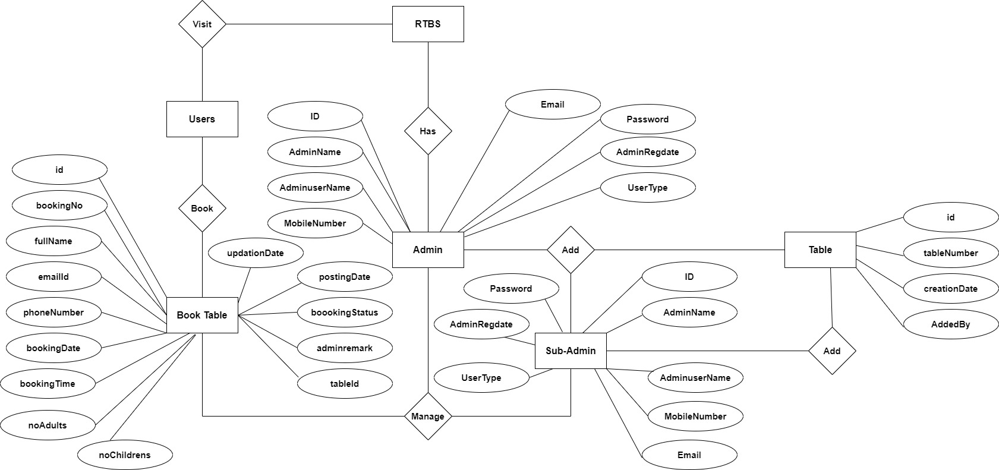 Visit
RTBS
Users
ID
Has
Email
Password
AdminName
AdminRegdate
id
AdminuserName
UserType
bookingNo
Book
MobileNumber
id
fullName
updationDate
Admin
Add
Table
tableNumber
emailId
postingDate
Password
ID
creationDate
phoneNumber
Book Table
boookingStatus
AdminRegdate
AdminName
AddedBy
bookingDate
adminremark
Sub-Admin
Add
bookingTime
tableId
UserType
AdminuserName
noAdults
Manage
MobileNumber
noChildrens
Email